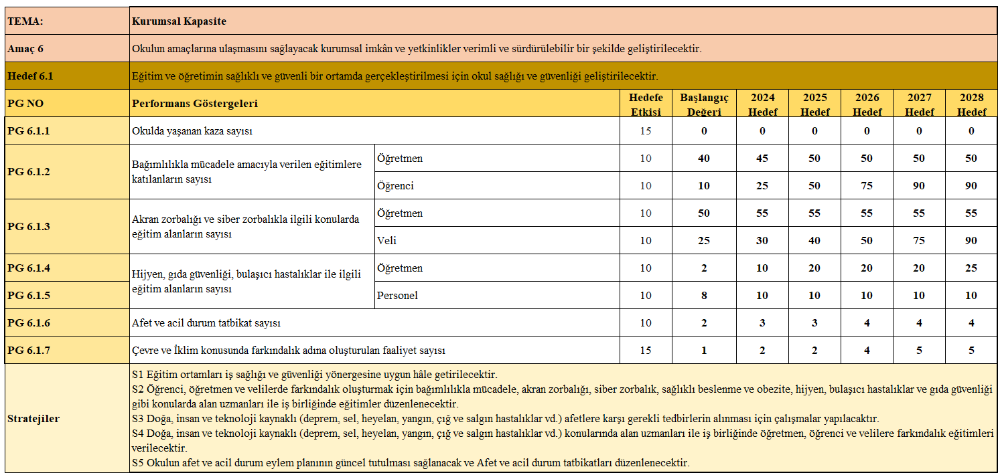 TEMA: Kurumsal Kapasite
Amaç 6 Okulun amaçlarına ulaşmasını sağlayacak kurumsal imkân ve yetkinlikler verimli ve sürdürülebilir bir şekilde geliştirilecektir.
Hedef 6.1 Eğitim ve öğretimin sağlıklı ve güvenli bir ortamda gerçekleştirilmesi için okul sağlığı ve güvenliği geliştirilecektir.
PG NO Performans Göstergeleri Hedefe Etkisi Başlangıç Değeri 2024 Hedef 2025 Hedef 2026 Hedef 2027 Hedef 2028 Hedef
PG 6.1.1 Okulda yaşanan kaza sayısı 15 0 0 0 0 0 0
PG 6.1.2 Bağımlılıkla mücadele amacıyla verilen eğitimlere katılanların sayısı Öğretmen 10 40 45 50 50 50 50
Öğrenci 10 10 25 50 75 90 90
PG 6.1.3 Akran zorbalığı ve siber zorbalıkla ilgili konularda eğitim alanların sayısı Öğretmen 10 50 55 55 55 55 55
Veli 10 25 30 40 50 75 90
PG 6.1.4 Hijyen, gıda güvenliği, bulaşıcı hastalıklar ile ilgili eğitim alanların sayısı Öğretmen 10 2 10 20 20 20 25
PG 6.1.5 Personel 10 8 10 10 10 10 10
PG 6.1.6 Afet ve acil durum tatbikat sayısı 10 2 3 3 4 4 4
PG 6.1.7 Çevre ve İklim konusunda farkındalık adına oluşturulan faaliyet sayısı 15 1 2 2 4 5 5
Stratejiler
S1 Eğitim ortamları iş sağlığı ve güvenliği yönergesine uygun hâle getirilecektir.
S2 Öğrenci, öğretmen ve velilerde farkındalık oluşturmak için bağımlılıkla mücadele, akran zorbalığı, siber zorbalık, sağlıklı beslenme ve obezite, hijyen, bulaşıcı hastalıklar ve gıda güvenliği
gibi konularda alan uzmanları ile iş birliğinde eğitimler düzenlenecektir.
S3 Doğa, insan ve teknoloji kaynaklı (deprem, sel, heyelan, yangın, çığ ve salgın hastalıklar vd.) afetlere karşı gerekli tedbirlerin alınması için çalışmalar yapılacaktır.
S4 Doğa, insan ve teknoloji kaynaklı (deprem, sel, heyelan, yangın, çığ ve salgın hastalıklar vd.) konularında alan uzmanları ile iş birliğinde öğretmen, öğrenci ve velilere farkındalık eğitimleri
verilecektir.
S5 Okulun afet ve acil durum eylem planının güncel tutulması sağlanacak ve Afet ve acil durum tatbikatları düzenlenecektir.